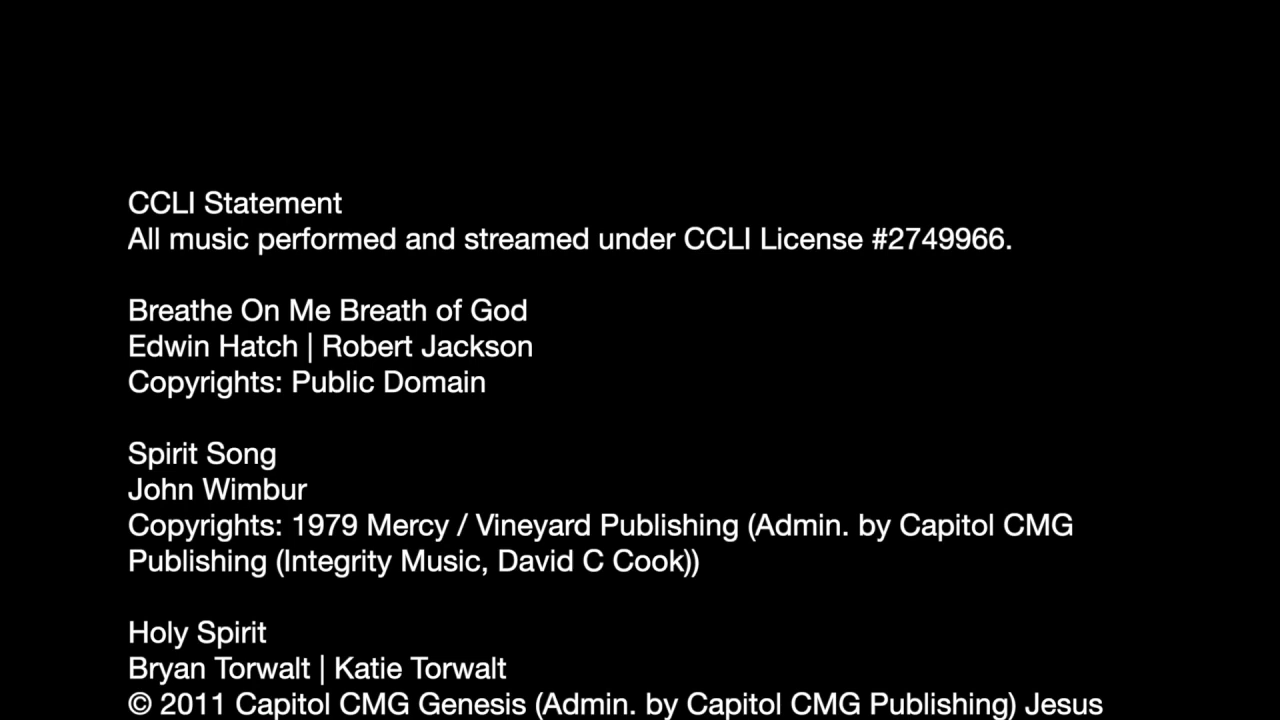 CCLI Statement
All music performed and streamed under CCLI License #2749966.
Breathe On Me Breath of God
Edwin Hatch | Robert Jackson
Copyrights: Public Domain
Spirit Song
John Wimbur
Copyrights: 1979 Mercy / Vineyard Publishing (Admin. by Capitol CMG
Publishing (Integrity Music, David C Cook))
Holy Spirit
Bryan Torwalt | Katie Torwalt
© 2011 Capitol CMG Genesis (Admin. by Capitol CMG Publishing) Jesus